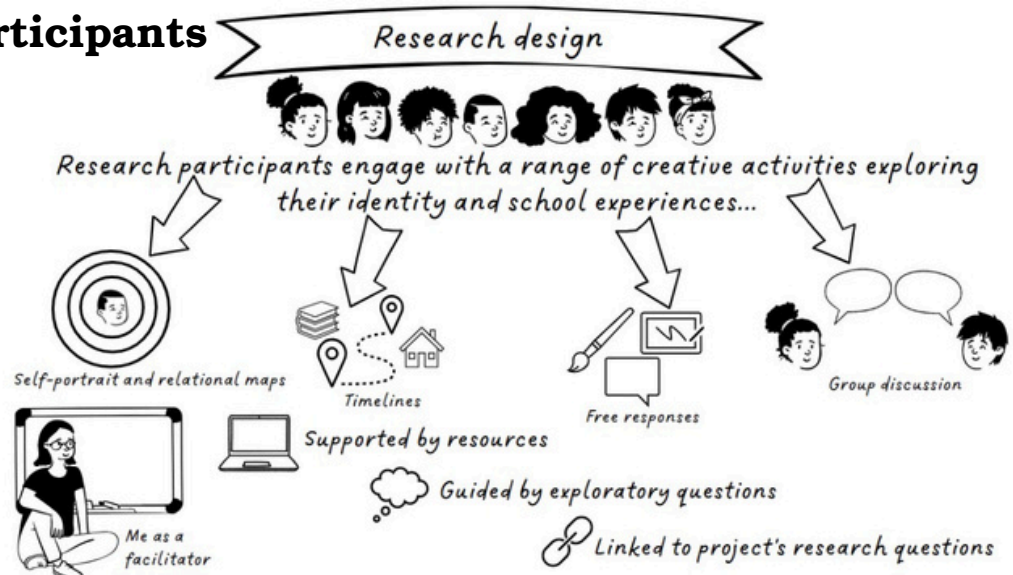 rticipants
Research design
Research participants engage with a range of creative activities exploring
their identity and school experiences...
Self-portrait and relational maps
Timelines
Free responses
Group discussion
Supported by resources
Guided by exploratory questions
Me as a
facilitator
Linked to project's research questions